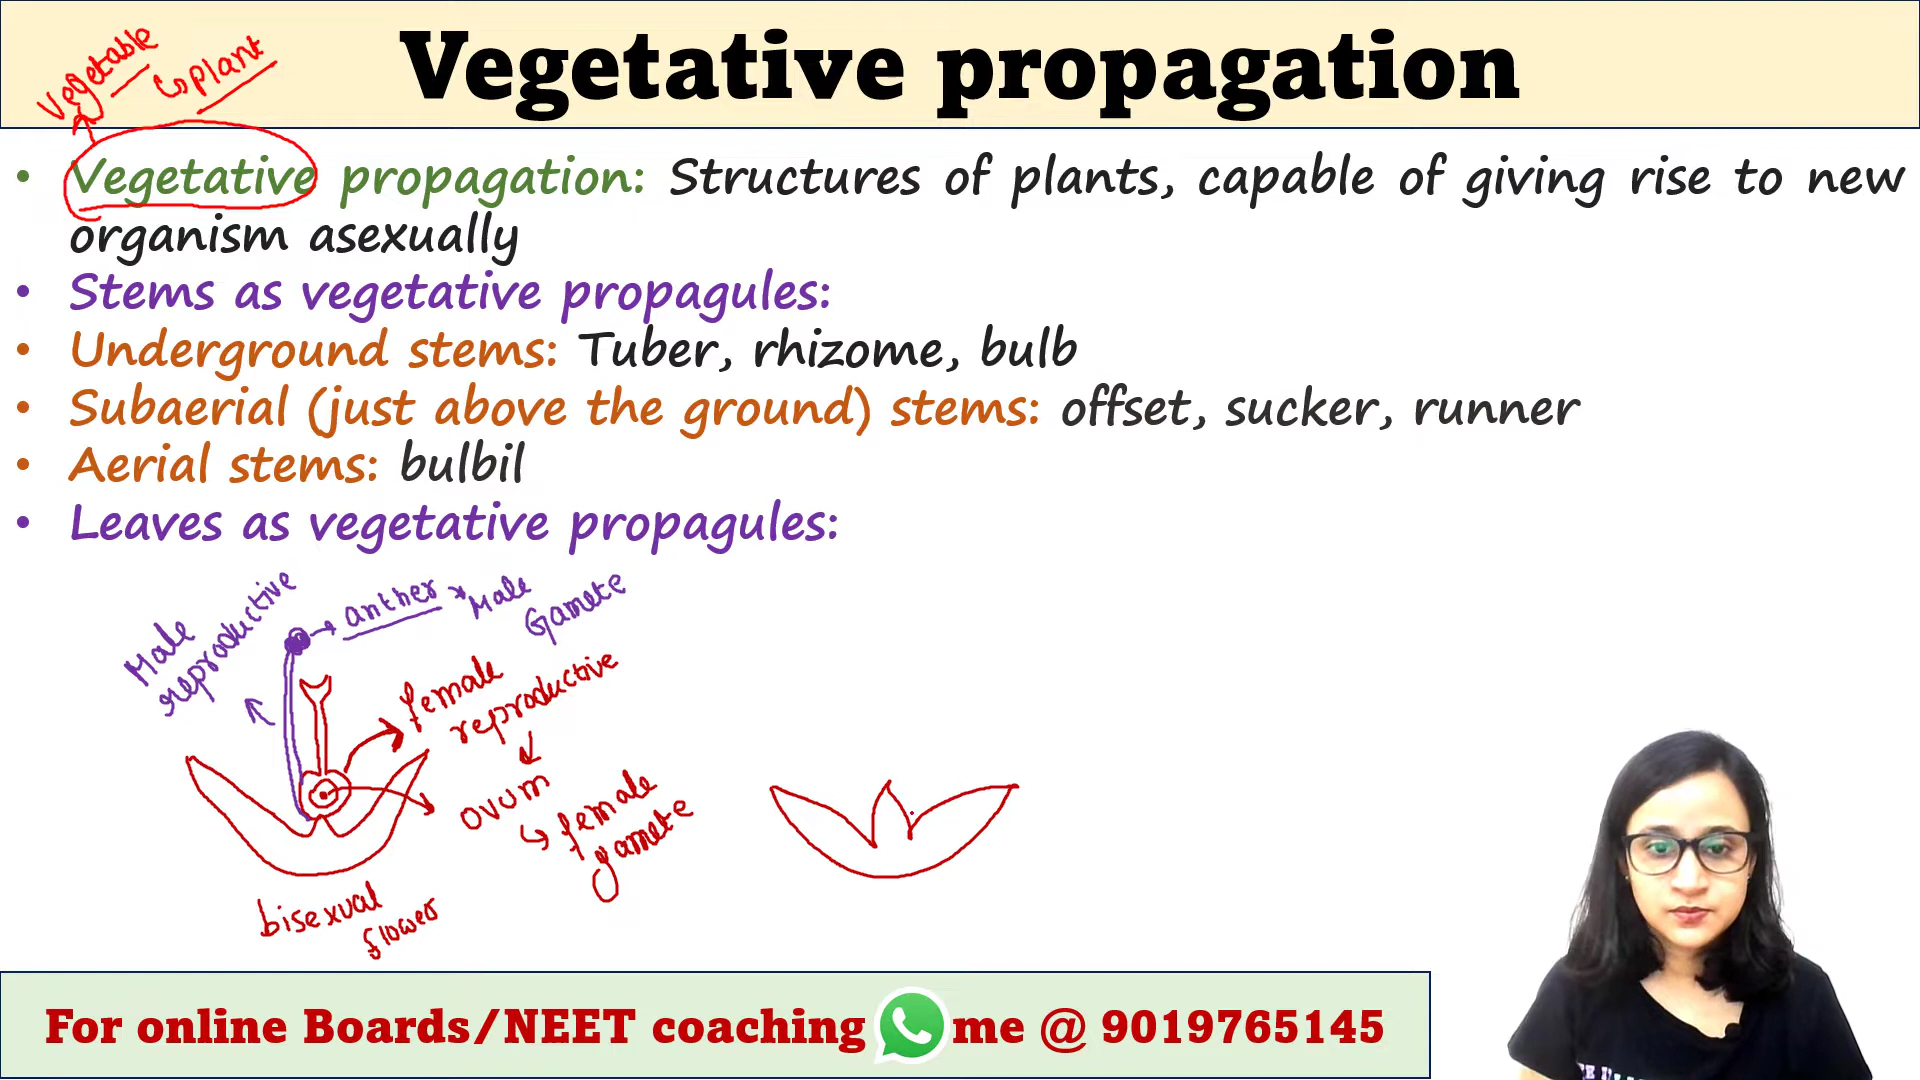 Vegetable
↳ plant
Vegetative propagation
• Vegetative propagation: Structures of plants, capable of giving rise to new
organism asexually
• Stems as vegetative propagules:
• Underground stems: Tuber, rhizome, bulb
• Subaerial (just above the ground) stems: offset, sucker, runner
• Aerial stems: bulbil
• Leaves as vegetative propagules:
Male
reproductive
anther
Male
Gamete
female
reproductive
ovum
↳ female
gamete
bisexual
flower
For online Boards/NEET coaching me @ 9019765145